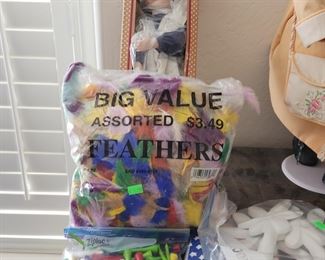 BIG VALUE
ASSORTED $3.49
FEATHERS
Ziploc